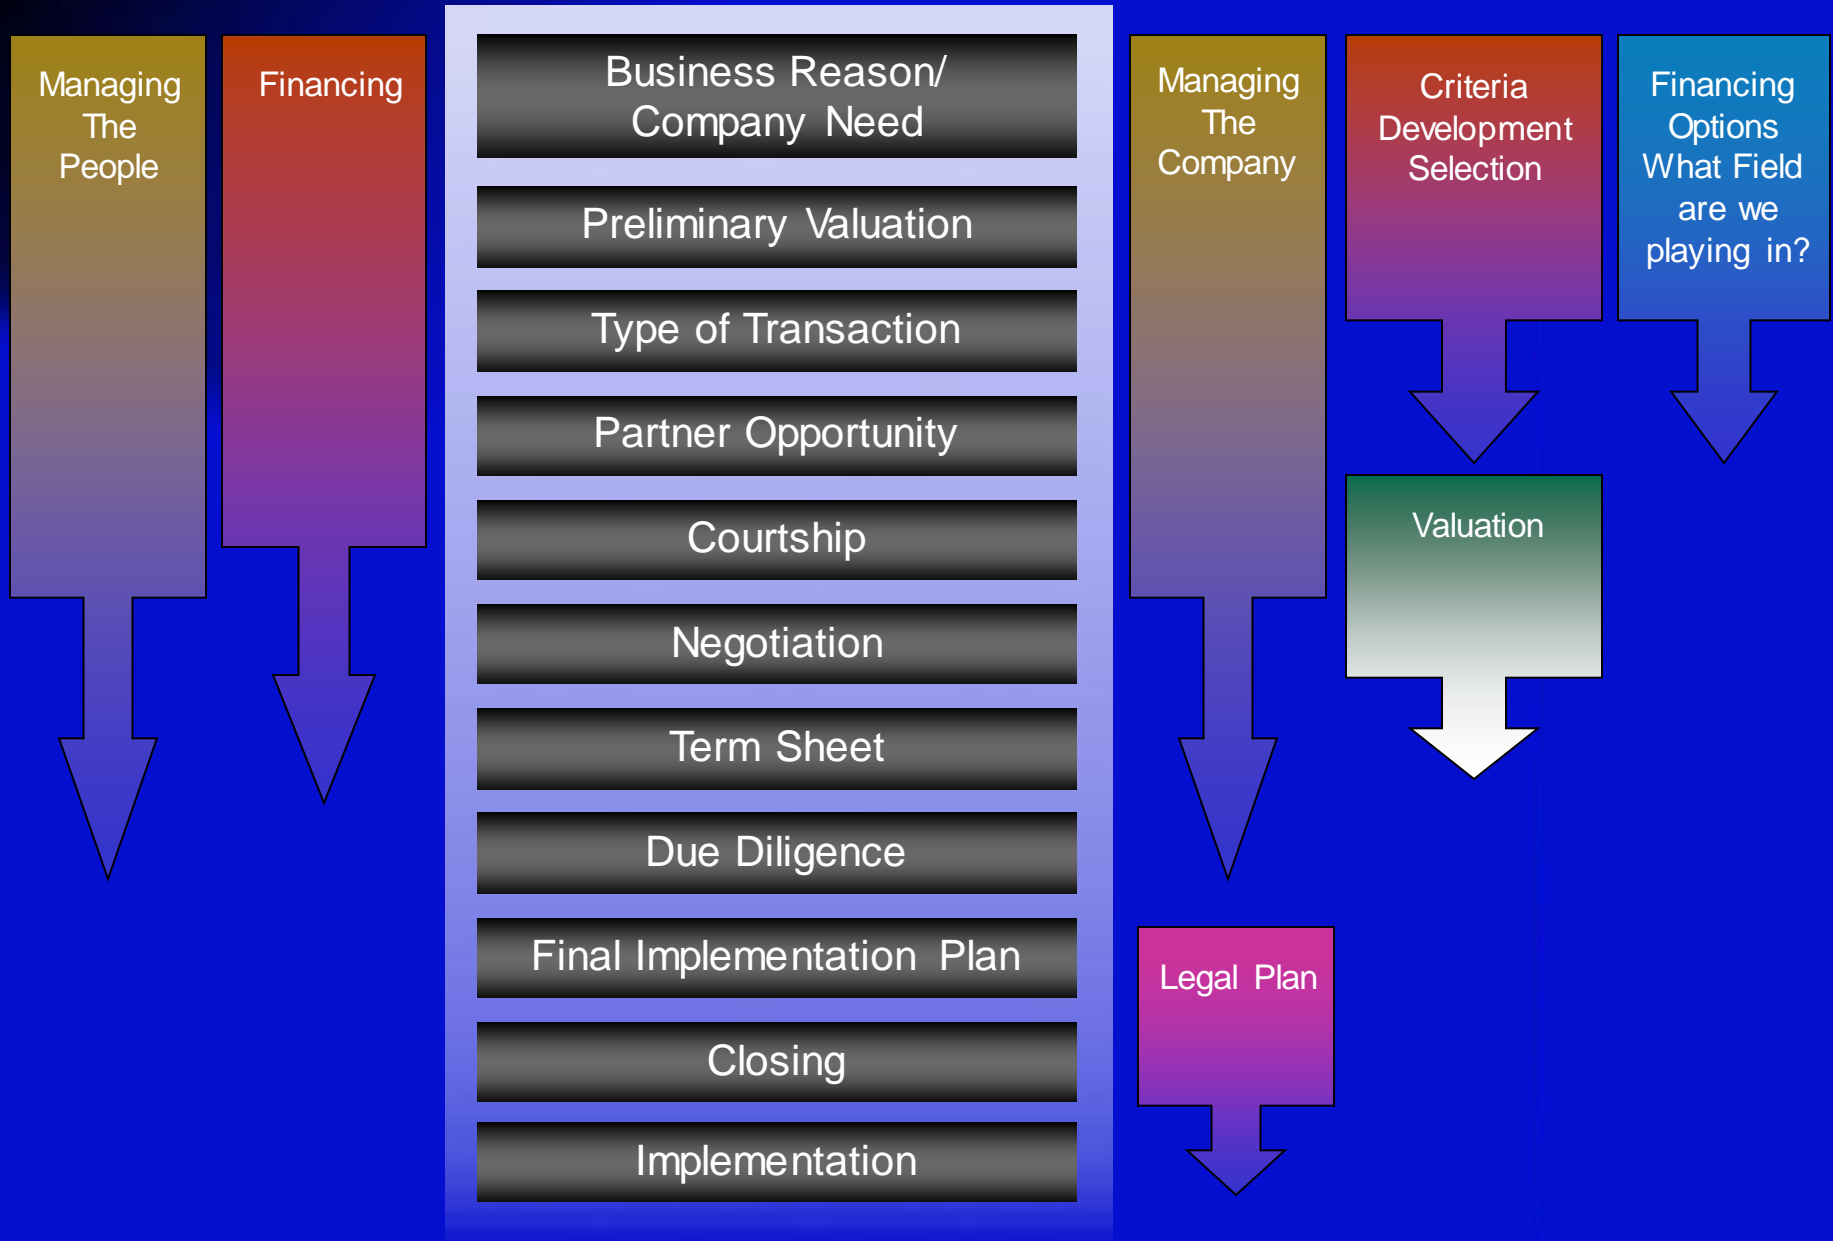 Managing
The
People
Financing
Business Reason/
Company Need
Preliminary Valuation
Type of Transaction
Partner Opportunity
Courtship
Negotiation
Term Sheet
Due Diligence
Final Implementation Plan
Closing
Implementation
Managing
The
Company
Criteria
Development
Selection
Financing
Options
What Field
are we
playing in?
Valuation
Legal Plan